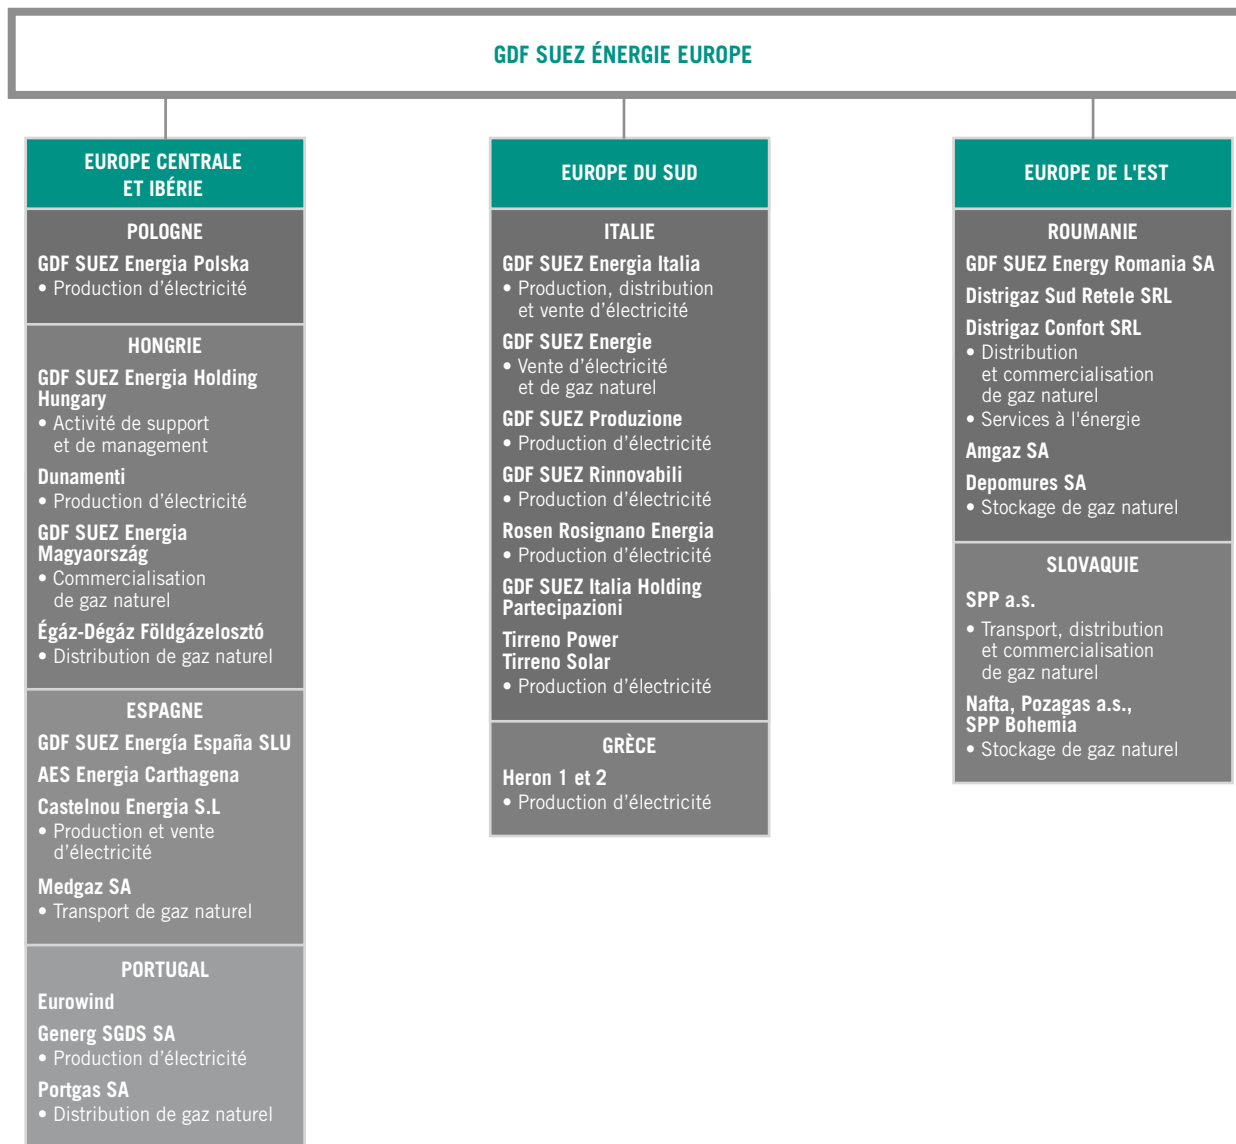 GDF SUEZ ÉNERGIE EUROPE
EUROPE CENTRALE
ET IBÉRIE
POLOGNE
GDF SUEZ Energia Polska
• Production d’électricité
HONGRIE
GDF SUEZ Energia Holding
Hungary
• Activité de support
et de management
Dunamenti
• Production d’électricité
GDF SUEZ Energia
Magyaország
• Commercialisation
de gaz naturel
Égáz-Dégáz Földgázelosztó
• Distribution de gaz naturel
ESPAGNE
GDF SUEZ Energía España SLU
AES Energia Carthagena
Castelnou Energia S.L
• Production et vente
d’électricité
Medgaz SA
• Transport de gaz naturel
PORTUGAL
Eurowind
Generg SGDS SA
• Production d’électricité
Portgas SA
• Distribution de gaz naturel
EUROPE DU SUD
ITALIE
GDF SUEZ Energia Italia
• Production, distribution
et vente d’électricité
GDF SUEZ Energie
• Vente d’électricité
et de gaz naturel
GDF SUEZ Produzione
• Production d’électricité
GDF SUEZ Rinnovabili
• Production d’électricité
Rosen Rosignano Energia
• Production d’électricité
GDF SUEZ Italia Holding
Partecipazioni
Tirreno Power
Tirreno Solar
• Production d’électricité
GRÈCE
Heron 1 et 2
• Production d’électricité
EUROPE DE L'EST
ROUMANIE
GDF SUEZ Energy Romania SA
Distrigaz Sud Retele SRL
Distrigaz Confort SRL
• Distribution
et commercialisation
de gaz naturel
• Services à l'énergie
Amgaz SA
Depomures SA
• Stockage de gaz naturel
SLOVAQUIE
SPP a.s.
• Transport, distribution
et commercialisation
de gaz naturel
Nafta, Pozagas a.s.,
SPP Bohemia
• Stockage de gaz naturel